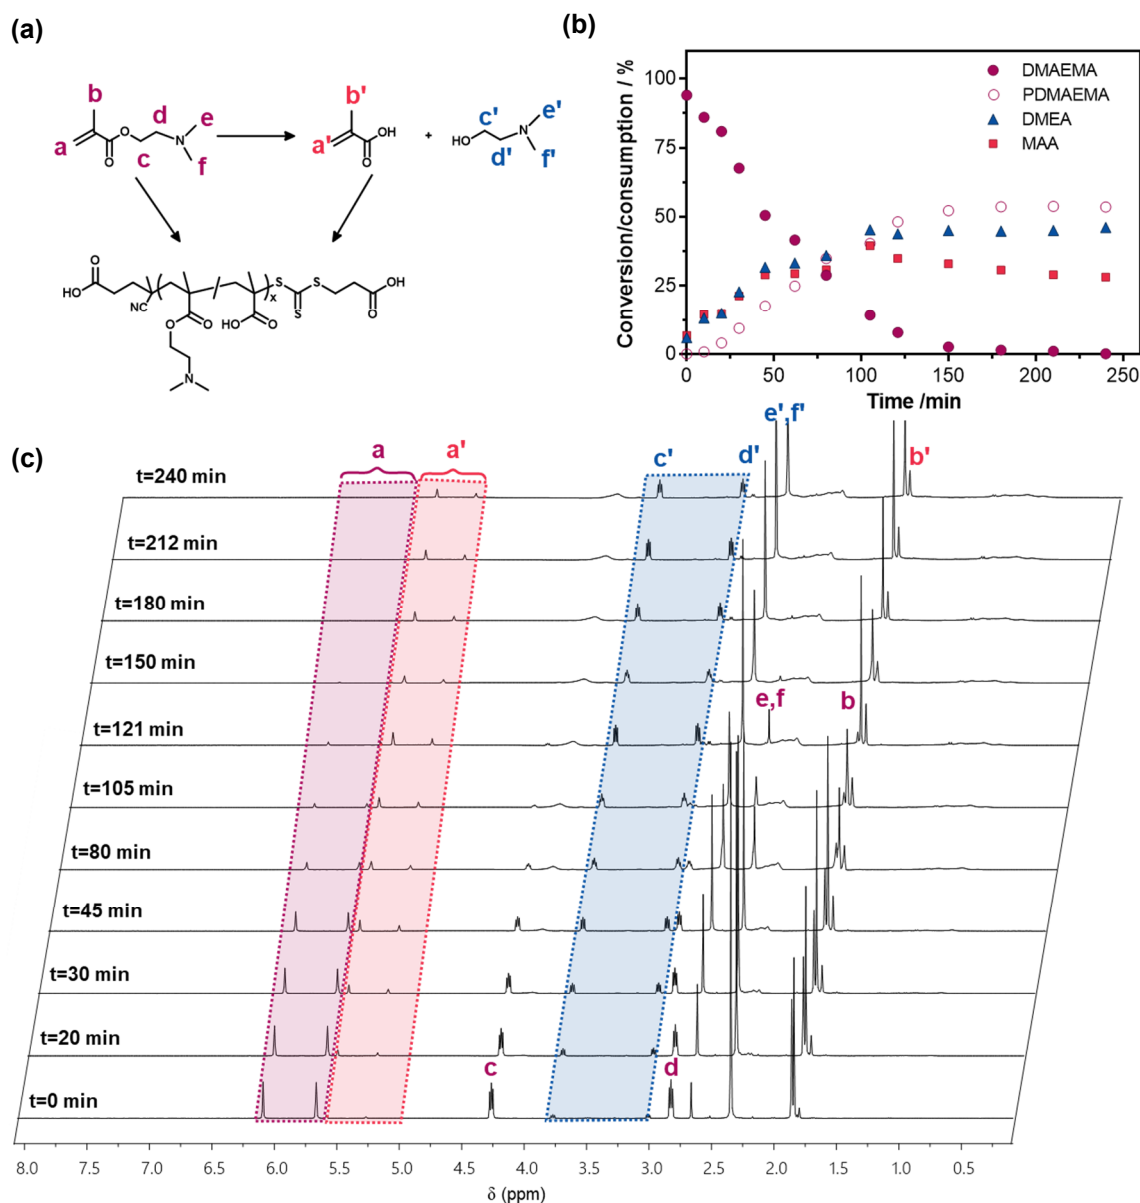 (a)
b
d
e
a
O
N
O
c
f
b'
a'
OH
O
+
c'
e'
HO
N
d'
f'
O
HO
NC
x
S
S
S
O
OH
O
O
HO
O
N
(b)
Conversion/consumption / %
100
75
50
25
0
0
50
100
150
200
250
Time /min
DMAEMA
PDMAEMA
DMEA
MAA
(c)
a
a'
c'
d'
e',f'
b'
t=240 min
t=212 min
t=180 min
t=150 min
t=121 min
e,f
b
t=105 min
t=80 min
t=45 min
t=30 min
t=20 min
t=0 min
c
d
8.0 7.5 7.0 6.5 6.0 5.5 5.0 4.5 4.0 3.5 3.0 2.5 2.0 1.5 1.0 0.5
δ (ppm)